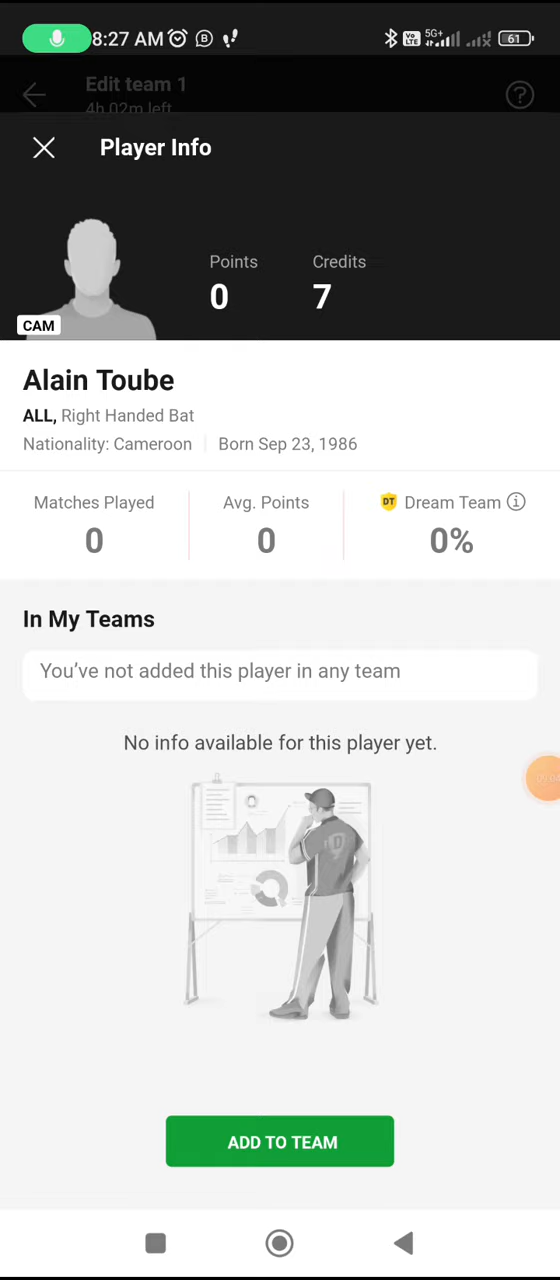 8:27 AM
Vo LTE 5G+ 61
Edit team 1
4h 02m left
Player Info
Points
Credits
0
7
CAM
Alain Toube
ALL, Right Handed Bat
Nationality: Cameroon
Born Sep 23, 1986
Matches Played
Avg. Points
DT Dream Team
0
0
0%
In My Teams
You've not added this player in any team
No info available for this player yet.
ADD TO TEAM